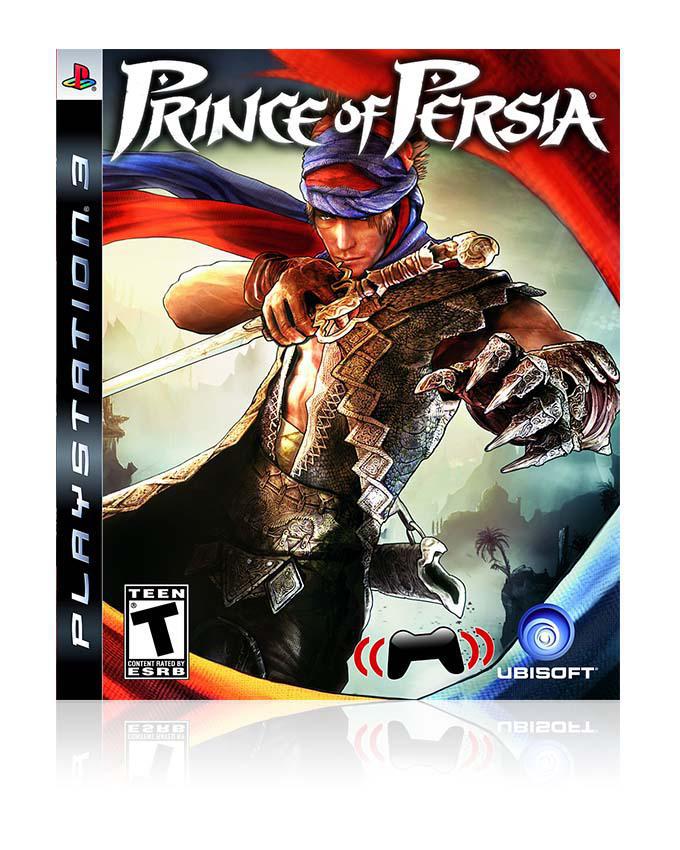 PRINCE OF PERSIA®
PLAYSTATION®3
TEEN
T
CONTENT RATED BY
ESRB
UBISOFT®